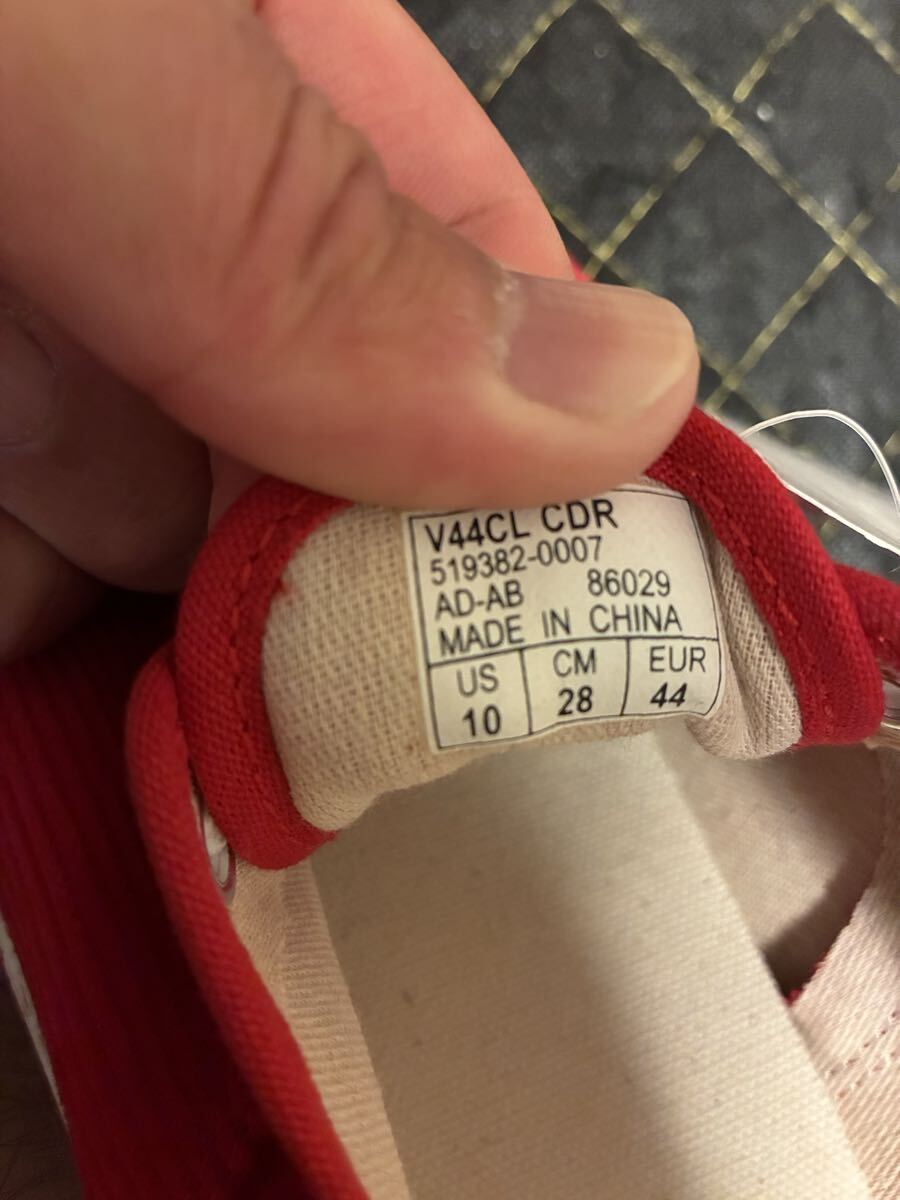 V44CL CDR
519382-0007
AD-AB 86029
MADE IN CHINA
US CM EUR
10 28 44